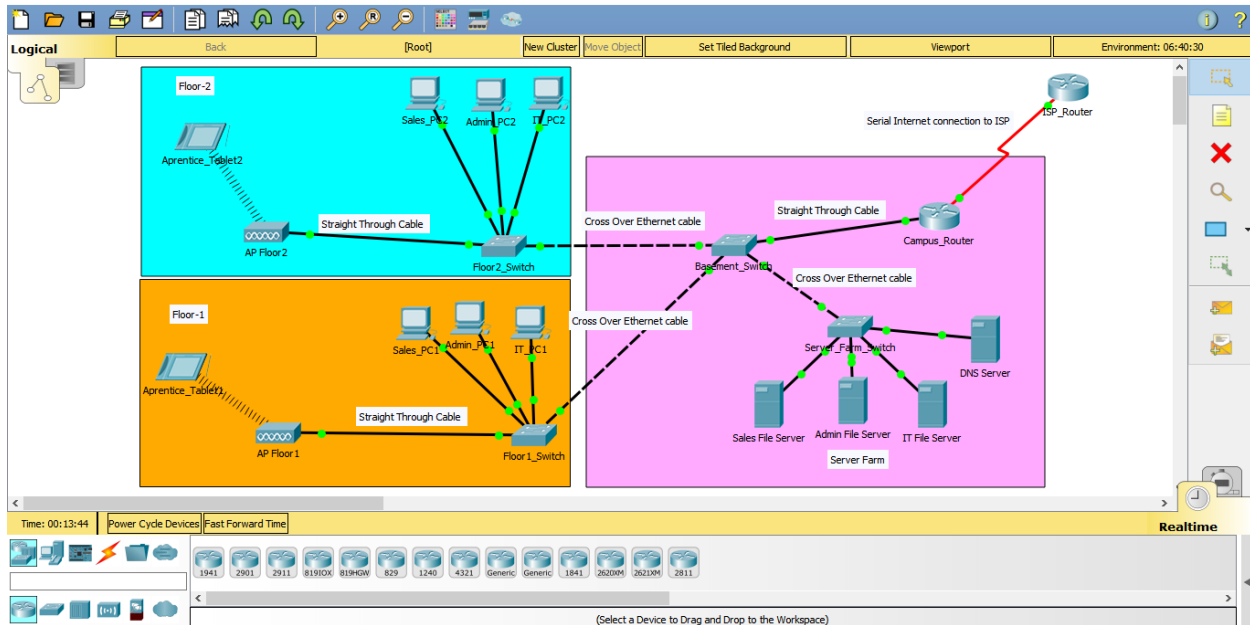 Logical
Back
[Root]
New Cluster
Move Object
Set Tiled Background
Viewport
Environment: 06:40:30
Floor-2
Sales_PC2
Admin_PC2
IT_PC2
Aprentice_Tablet2
Straight Through Cable
AP Floor2
Floor2_Switch
Serial Internet connection to ISP
ISP_Router
Cross Over Ethernet cable
Straight Through Cable
Campus_Router
Basement_Switch
Cross Over Ethernet cable
Floor-1
Sales_PC1
Admin_PC1
IT_PC1
Aprentice_Tablet1
Cross Over Ethernet cable
Straight Through Cable
AP Floor1
Floor1_Switch
Server_Farm_Switch
DNS Server
Sales File Server
Admin File Server
IT File Server
Server Farm
Time: 00:13:44
Power Cycle Devices
Fast Forward Time
Realtime
1941
2901
2911
819IOX
819HGW
829
1240
4321
Generic
Generic
1841
2620XM
2621XM
2811
(Select a Device to Drag and Drop to the Workspace)